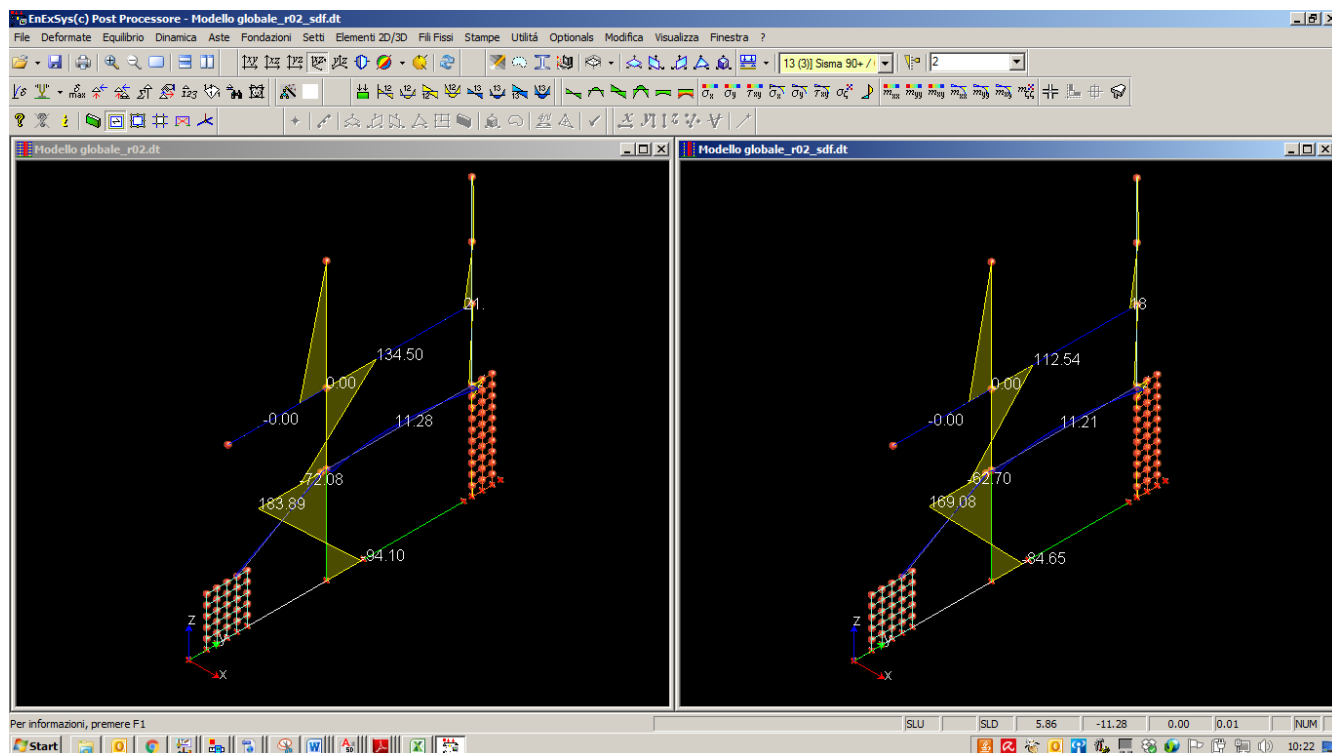 EnExSys(c) Post Processore - Modello globale_r02_sdf.dt
File Deformate Equilibrio Dinamica Aste Fondazioni Setti Elementi 2D/3D Fili Fissi Stampe Utilitá Optionals Modifica Visualizza Finestra ?
13 (3)] Sisma 90+ / 2
Modello globale_r02.dt
21.
134.50
0.00
-0.00
11.28
-72.08
183.89
-94.10
Z
X
Modello globale_r02_sdf.dt
18
112.54
0.00
-0.00
11.21
-62.70
169.08
-84.65
Z
X
Per informazioni, premere F1 SLU SLD 5.86 -11.28 0.00 0.01 NUM
Start 10:22